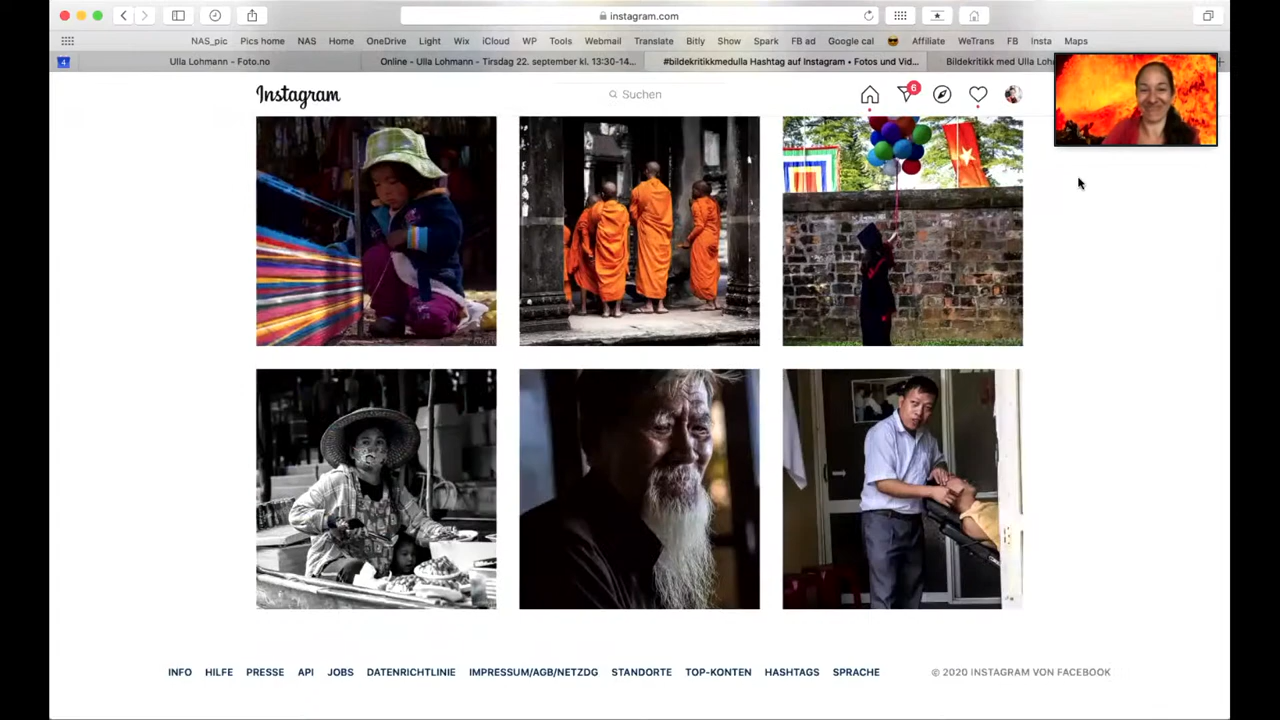 instagram.com
NAS_pic Pics home NAS Home OneDrive Light Wix iCloud WP Tools Webmail Translate Bitly Show Spark FB ad Google cal Affiliate WeTrans FB Insta Maps
4 Ulla Lohmann - Foto.no Online - Ulla Lohmann - Tirsdag 22. september kl. 13:30-14... #bildekritikkmedulla Hashtag auf Instagram • Fotos und Vid... Bildekritikk med Ulla Loh
Instagram Suchen 6
INFO HILFE PRESSE API JOBS DATENRICHTLINIE IMPRESSUM/AGB/NETZDG STANDORTE TOP-KONTEN HASHTAGS SPRACHE © 2020 INSTAGRAM VON FACEBOOK